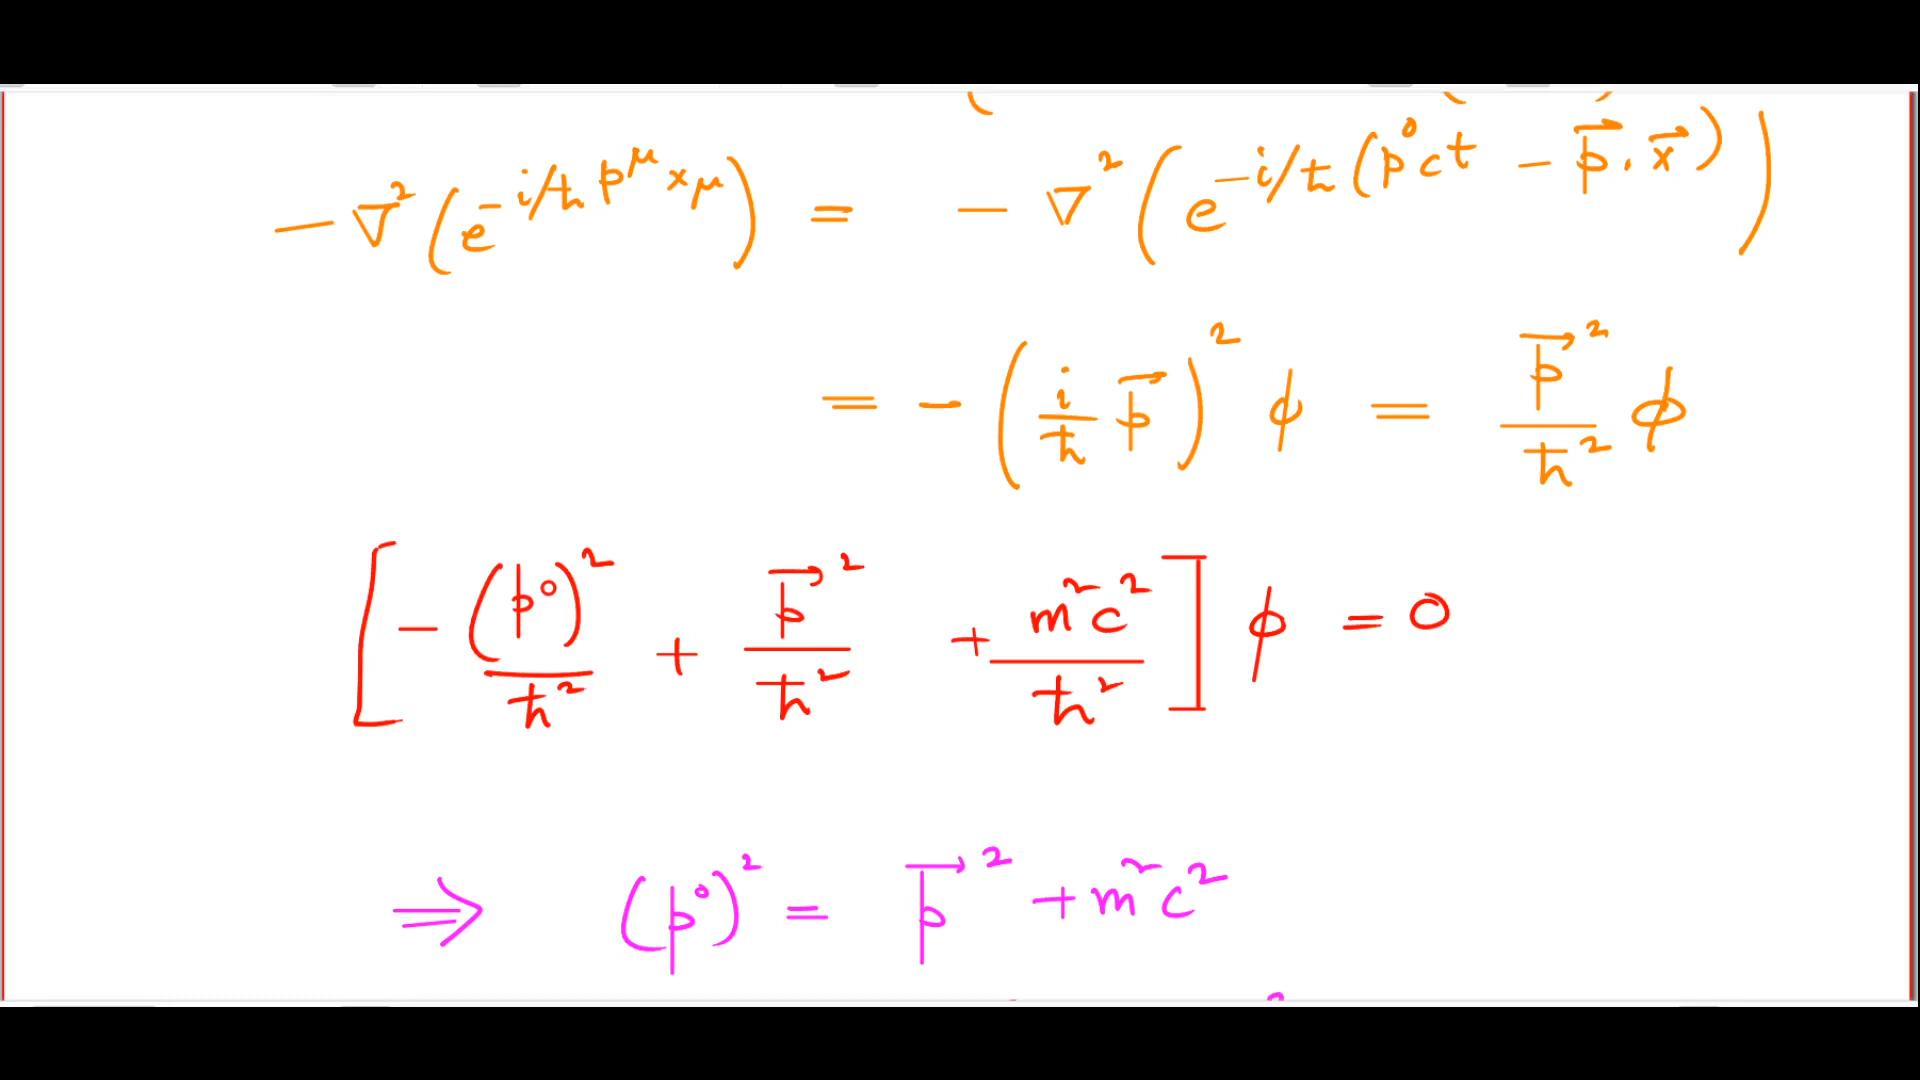 −∇²(e^{−i/ħ p^μ x_μ}) = −∇²(e^{−i/ħ (p⁰ct − p⃗.x⃗)})
= −(i/ħ p⃗)² ϕ = p⃗²/ħ² ϕ
[−(p⁰)²/ħ² + p⃗²/ħ² + m²c²/ħ²] ϕ = 0
⇒ (p⁰)² = p⃗² + m²c²